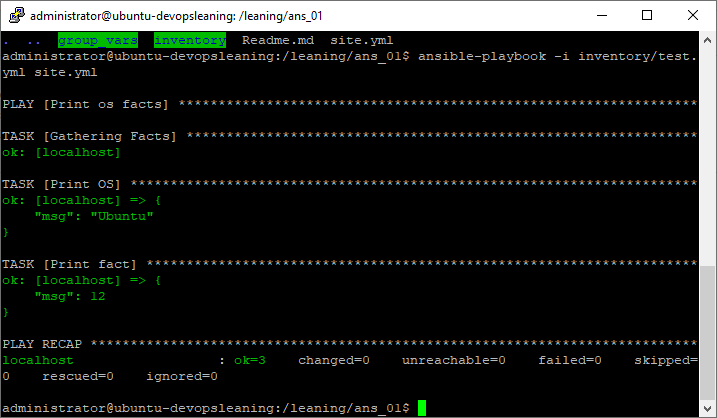 administrator@ubuntu-devopsleaning: /leaning/ans_01
.  ..  group_vars  inventory  Readme.md  site.yml
administrator@ubuntu-devopsleaning:/leaning/ans_01$ ansible-playbook -i inventory/test.
yml site.yml
PLAY [Print os facts] *****************************************************************
TASK [Gathering Facts] ****************************************************************
ok: [localhost]
TASK [Print OS] ***********************************************************************
ok: [localhost] => {
    "msg": "Ubuntu"
}
TASK [Print fact] *********************************************************************
ok: [localhost] => {
    "msg": 12
}
PLAY RECAP ****************************************************************************
localhost                  : ok=3    changed=0    unreachable=0    failed=0    skipped=
0    rescued=0    ignored=0
administrator@ubuntu-devopsleaning:/leaning/ans_01$